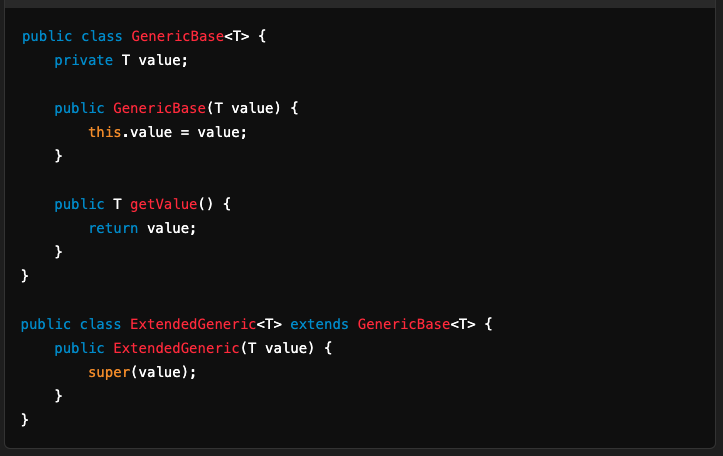 public class GenericBase<T> {
    private T value;

    public GenericBase(T value) {
        this.value = value;
    }

    public T getValue() {
        return value;
    }
}

public class ExtendedGeneric<T> extends GenericBase<T> {
    public ExtendedGeneric(T value) {
        super(value);
    }
}